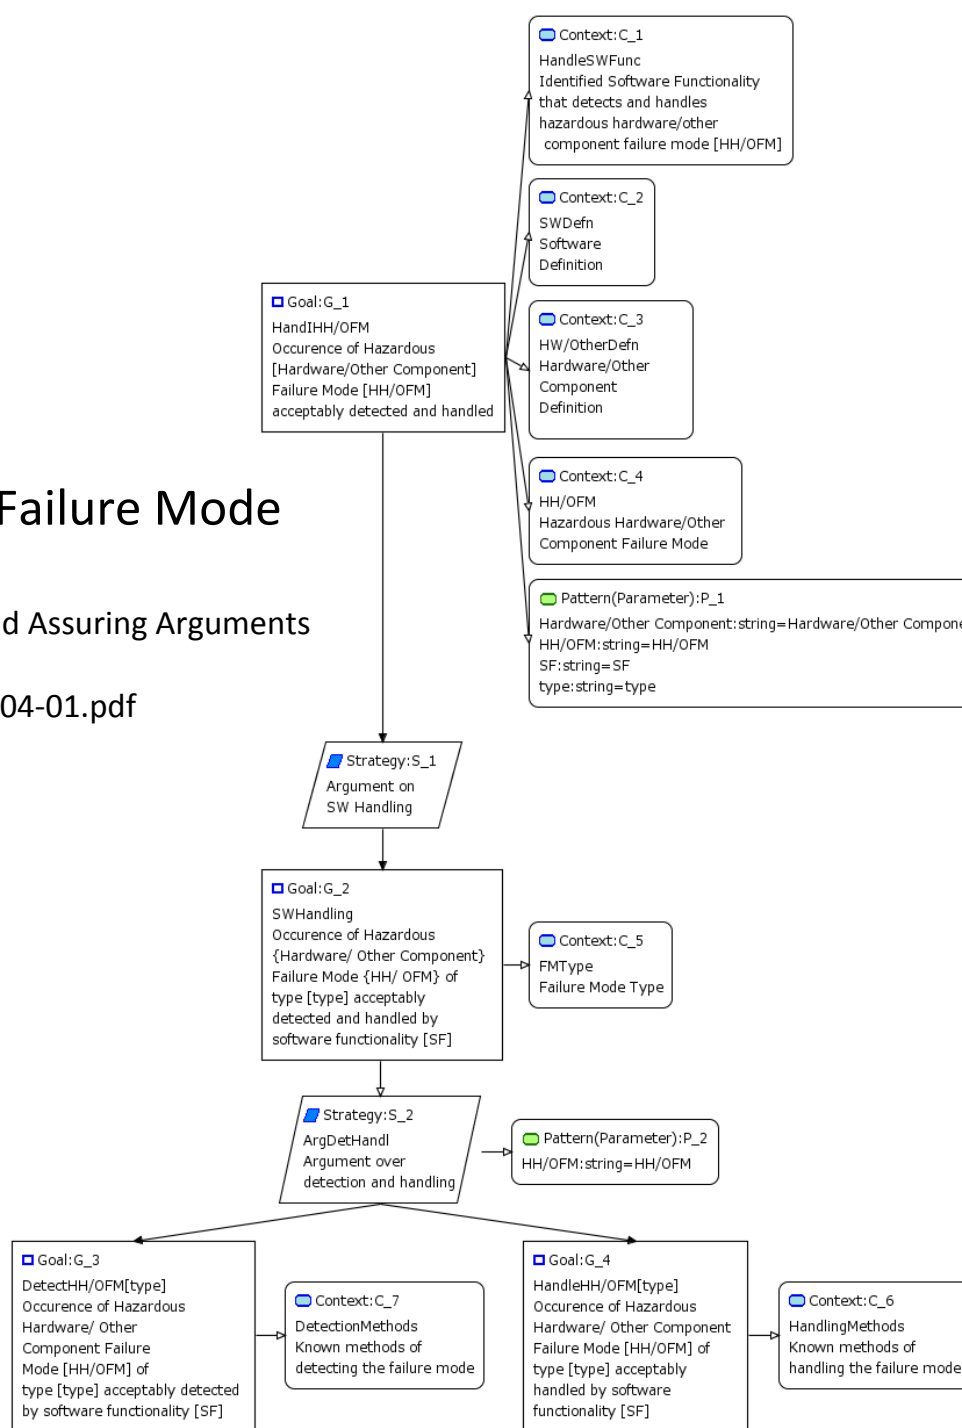 Context:C_1
HandleSWFunc
Identified Software Functionality
that detects and handles
hazardous hardware/other
component failure mode [HH/OFM]
Context:C_2
SWDefn
Software
Definition
Goal:G_1
HandIHH/OFM
Occurence of Hazardous
[Hardware/Other Component]
Failure Mode [HH/OFM]
acceptably detected and handled
Context:C_3
HW/OtherDefn
Hardware/Other
Component
Definition
Context:C_4
HH/OFM
Hazardous Hardware/Other
Component Failure Mode
Failure Mode
d Assuring Arguments
04-01.pdf
Pattern(Parameter):P_1
Hardware/Other Component:string=Hardware/Other Compone
HH/OFM:string=HH/OFM
SF:string=SF
type:string=type
Strategy:S_1
Argument on
SW Handling
Goal:G_2
SWHandling
Occurence of Hazardous
{Hardware/ Other Component}
Failure Mode {HH/ OFM} of
type [type] acceptably
detected and handled by
software functionality [SF]
Context:C_5
FMType
Failure Mode Type
Strategy:S_2
ArgDetHandl
Argument over
detection and handling
Pattern(Parameter):P_2
HH/OFM:string=HH/OFM
Goal:G_3
DetectHH/OFM[type]
Occurence of Hazardous
Hardware/ Other
Component Failure
Mode [HH/OFM] of
type [type] acceptably detected
by software functionality [SF]
Context:C_7
DetectionMethods
Known methods of
detecting the failure mode
Goal:G_4
HandleHH/OFM[type]
Occurence of Hazardous
Hardware/ Other Component
Failure Mode [HH/OFM] of
type [type] acceptably
handled by software
functionality [SF]
Context:C_6
HandlingMethods
Known methods of
handling the failure mode